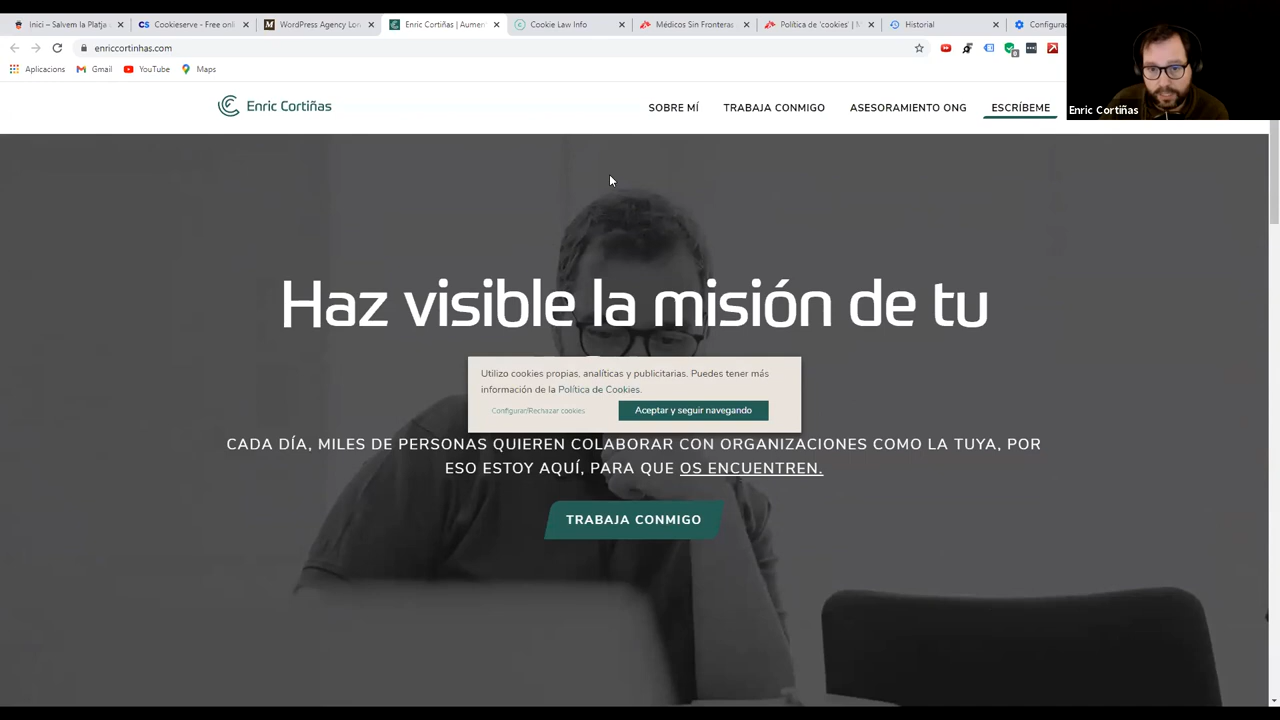 Inici – Salvem la Platja
Cookieserve - Free onli
WordPress Agency Lon
Enric Cortiñas | Aumen
Cookie Law Info
Médicos Sin Fronteras
Política de 'cookies' | M
Historial
Configurac
enriccortinhas.com
Aplicacions
Gmail
YouTube
Maps
Enric Cortiñas
Enric Cortiñas
SOBRE MÍ
TRABAJA CONMIGO
ASESORAMIENTO ONG
ESCRÍBEME
Haz visible la misión de tu
Utilizo cookies propias, analíticas y publicitarias. Puedes tener más
información de la Política de Cookies.
Configurar/Rechazar cookies
Aceptar y seguir navegando
CADA DÍA, MILES DE PERSONAS QUIEREN COLABORAR CON ORGANIZACIONES COMO LA TUYA, POR
ESO ESTOY AQUÍ, PARA QUE OS ENCUENTREN.
TRABAJA CONMIGO